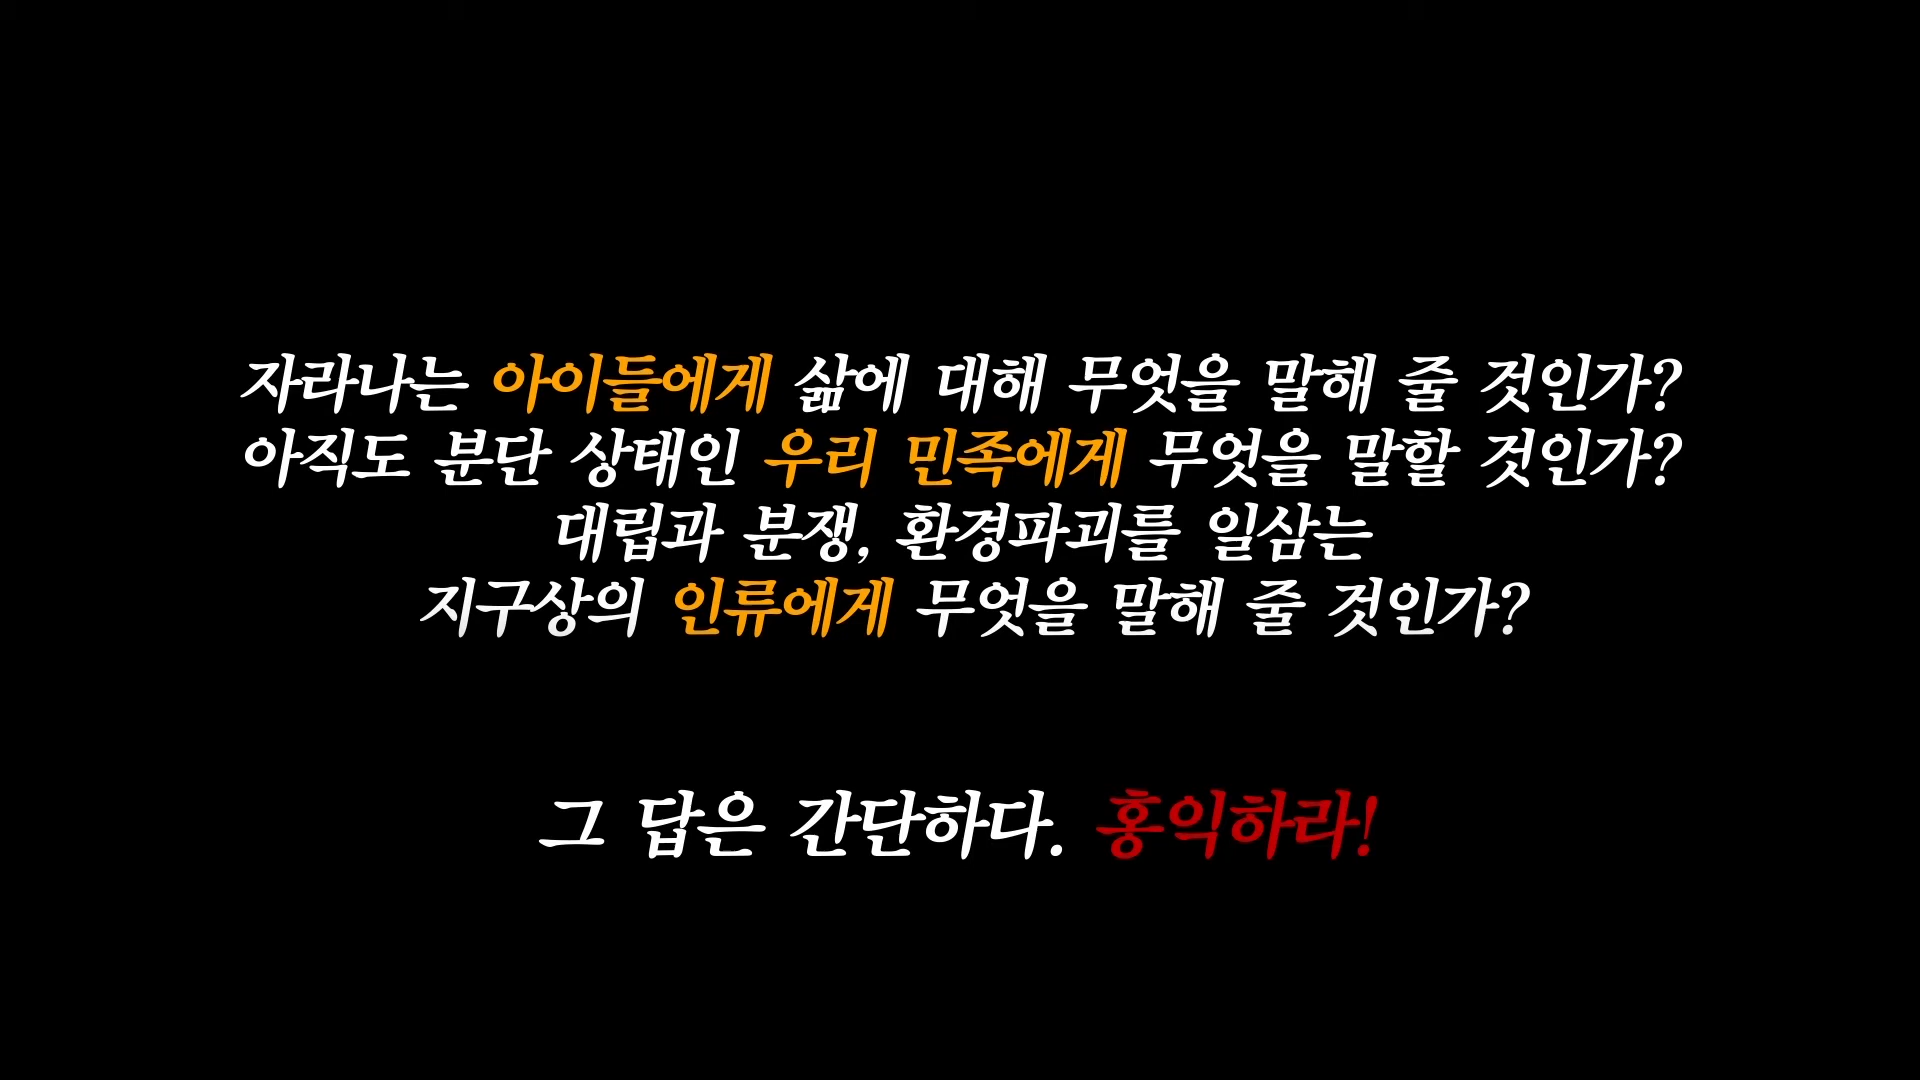 자라나는 아이들에게 삶에 대해 무엇을 말해 줄 것인가?
아직도 분단 상태인 우리 민족에게 무엇을 말할 것인가?
대립과 분쟁, 환경파괴를 일삼는
지구상의 인류에게 무엇을 말해 줄 것인가?
그 답은 간단하다. 홍익하라!